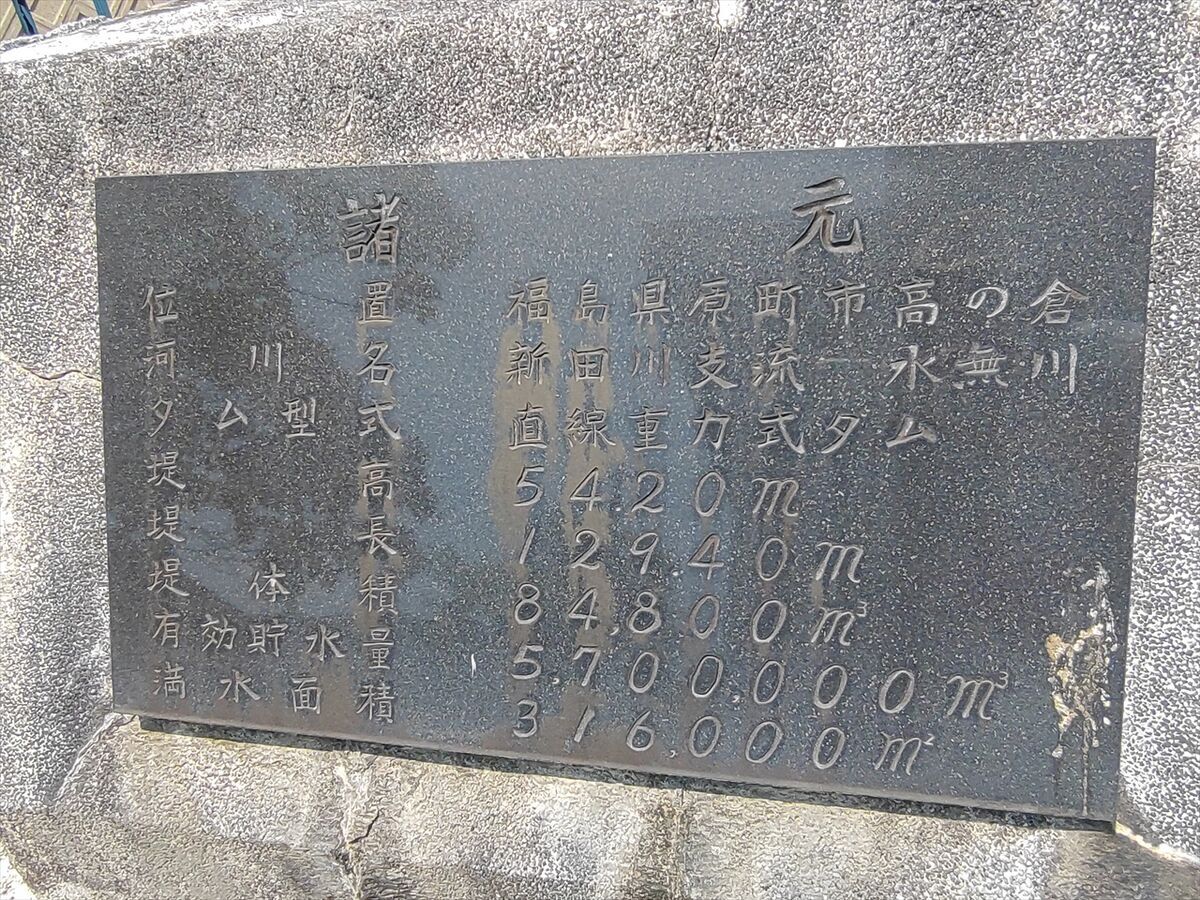 諸元
位置 福島県原町市高の倉
河川名 新田川支流ー水無川
ダム型式 直線重力式ダム
堤高 54.20m
堤長 129.40m
堤体積 84,800m³
有効貯水量 5,700,000m³
満水面積 316,000m²